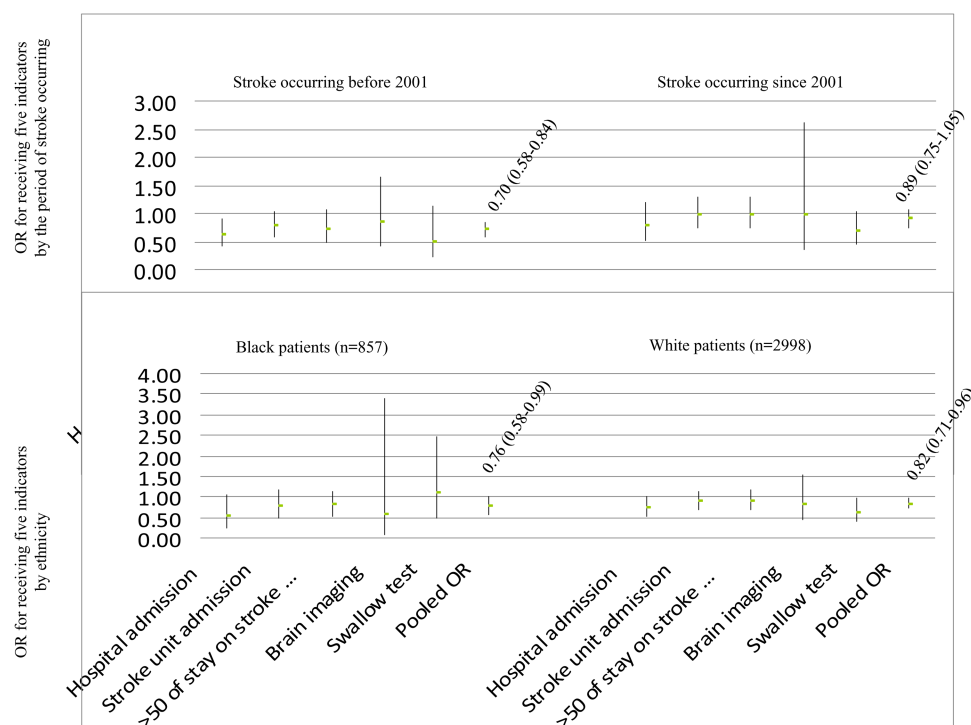 OR for receiving five indicators
by the period of stroke occurring
Stroke occurring before 2001
Stroke occurring since 2001
3.00
2.50
2.00
1.50
1.00
0.50
0.00
0.70 (0.58-0.84)
0.89 (0.75-1.05)
OR for receiving five indicators
by ethnicity
Black patients (n=857)
White patients (n=2998)
4.00
3.50
3.00
2.50
2.00
1.50
1.00
0.50
0.00
H
0.76 (0.58-0.99)
0.82 (0.71-0.96)
Hospital admission
Stroke unit admission
>50 of stay on stroke ...
Brain imaging
Swallow test
Pooled OR
Hospital admission
Stroke unit admission
>50 of stay on stroke ...
Brain imaging
Swallow test
Pooled OR